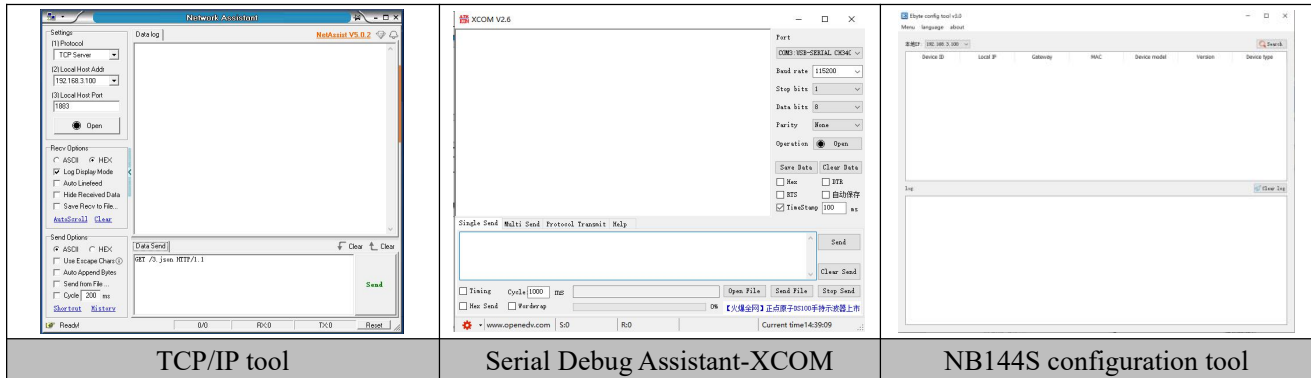 Network Assistant
Settings
(1) Protocol
TCP Server
(2) Local Host Addr
192.168.3.100
(3) Local Host Port
1883
Open
Recv Options
ASCII HEX
Log Display Mode
Auto Linefeed
Hide Received Data
Save Recv to File...
AutoScroll Clear
Send Options
ASCII HEX
Use Escape Chars
Auto Append Bytes
Send from File ...
Cycle 200 ms
Shortcut History
Data log
NetAssist V5.0.2
Data Send
Clear Clear
GET /3.json HTTP/1.1
Send
Ready! 0/0 RX:0 TX:0 Reset
XCOM V2.6
Port
COM3:USB-SERIAL CH34(
Baud rate 115200
Stop bits 1
Data bits 8
Parity None
Operation Open
Save Data Clear Data
Hex DTR
RTS 自动保存
TimeStamp 100 ms
Single Send Multi Send Protocol Transmit Help
Send
Clear Send
Timing Cycle 1000 ms Open File Send File Stop Send
Hex Send Wordwrap 0% 【火爆全网】正点原子DS100手持示波器上市
www.openedv.com S:0 R:0 Current time14:39:09
Ebyte config tool v3.0
Menu language about
本地IP: 192.168.3.100 Search
Device ID Local IP Gateway MAC Device model Version Device type
Log Clear log
TCP/IP tool
Serial Debug Assistant-XCOM
NB144S configuration tool